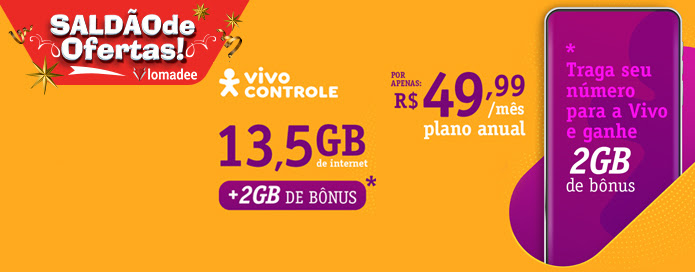 SALDÃO de
Ofertas!
lomadee
vivo
CONTROLE
13,5GB
de internet
+2GB DE BÔNUS*
POR
APENAS:
R$ 49,99
/mês
plano anual
*
Traga seu
número
para a Vivo
e ganhe
2GB
de bônus